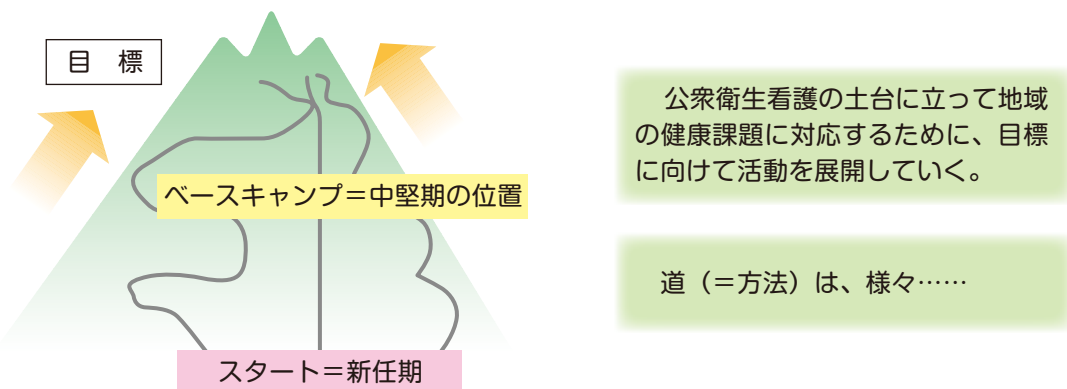 目 標
ベースキャンプ＝中堅期の位置
スタート＝新任期
公衆衛生看護の土台に立って地域
の健康課題に対応するために、目標
に向けて活動を展開していく。
道（＝方法）は、様々……